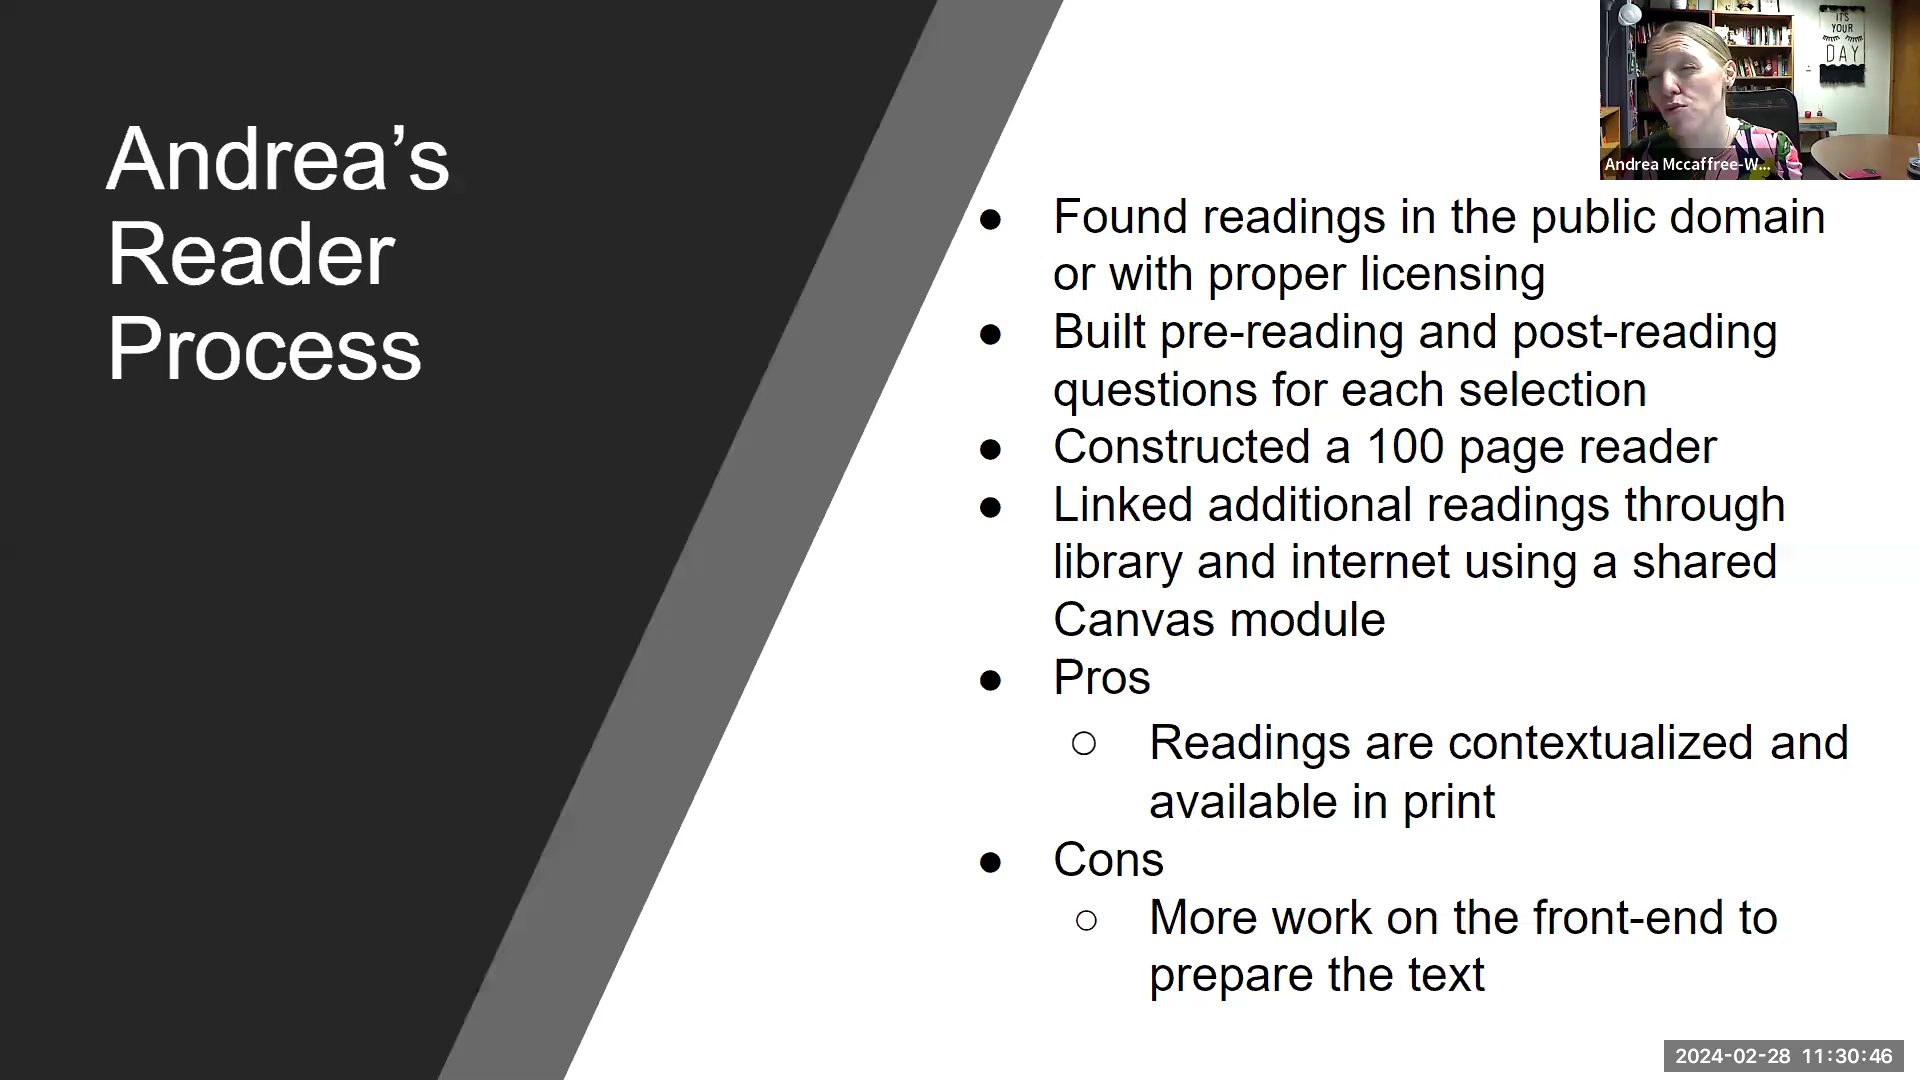 Andrea’s
Reader
Process
IT'S
YOUR
DAY
Andrea Mccaffree-W...
● Found readings in the public domain
or with proper licensing
● Built pre-reading and post-reading
questions for each selection
● Constructed a 100 page reader
● Linked additional readings through
library and internet using a shared
Canvas module
● Pros
○ Readings are contextualized and
available in print
● Cons
○ More work on the front-end to
prepare the text
2024-02-28 11:30:46